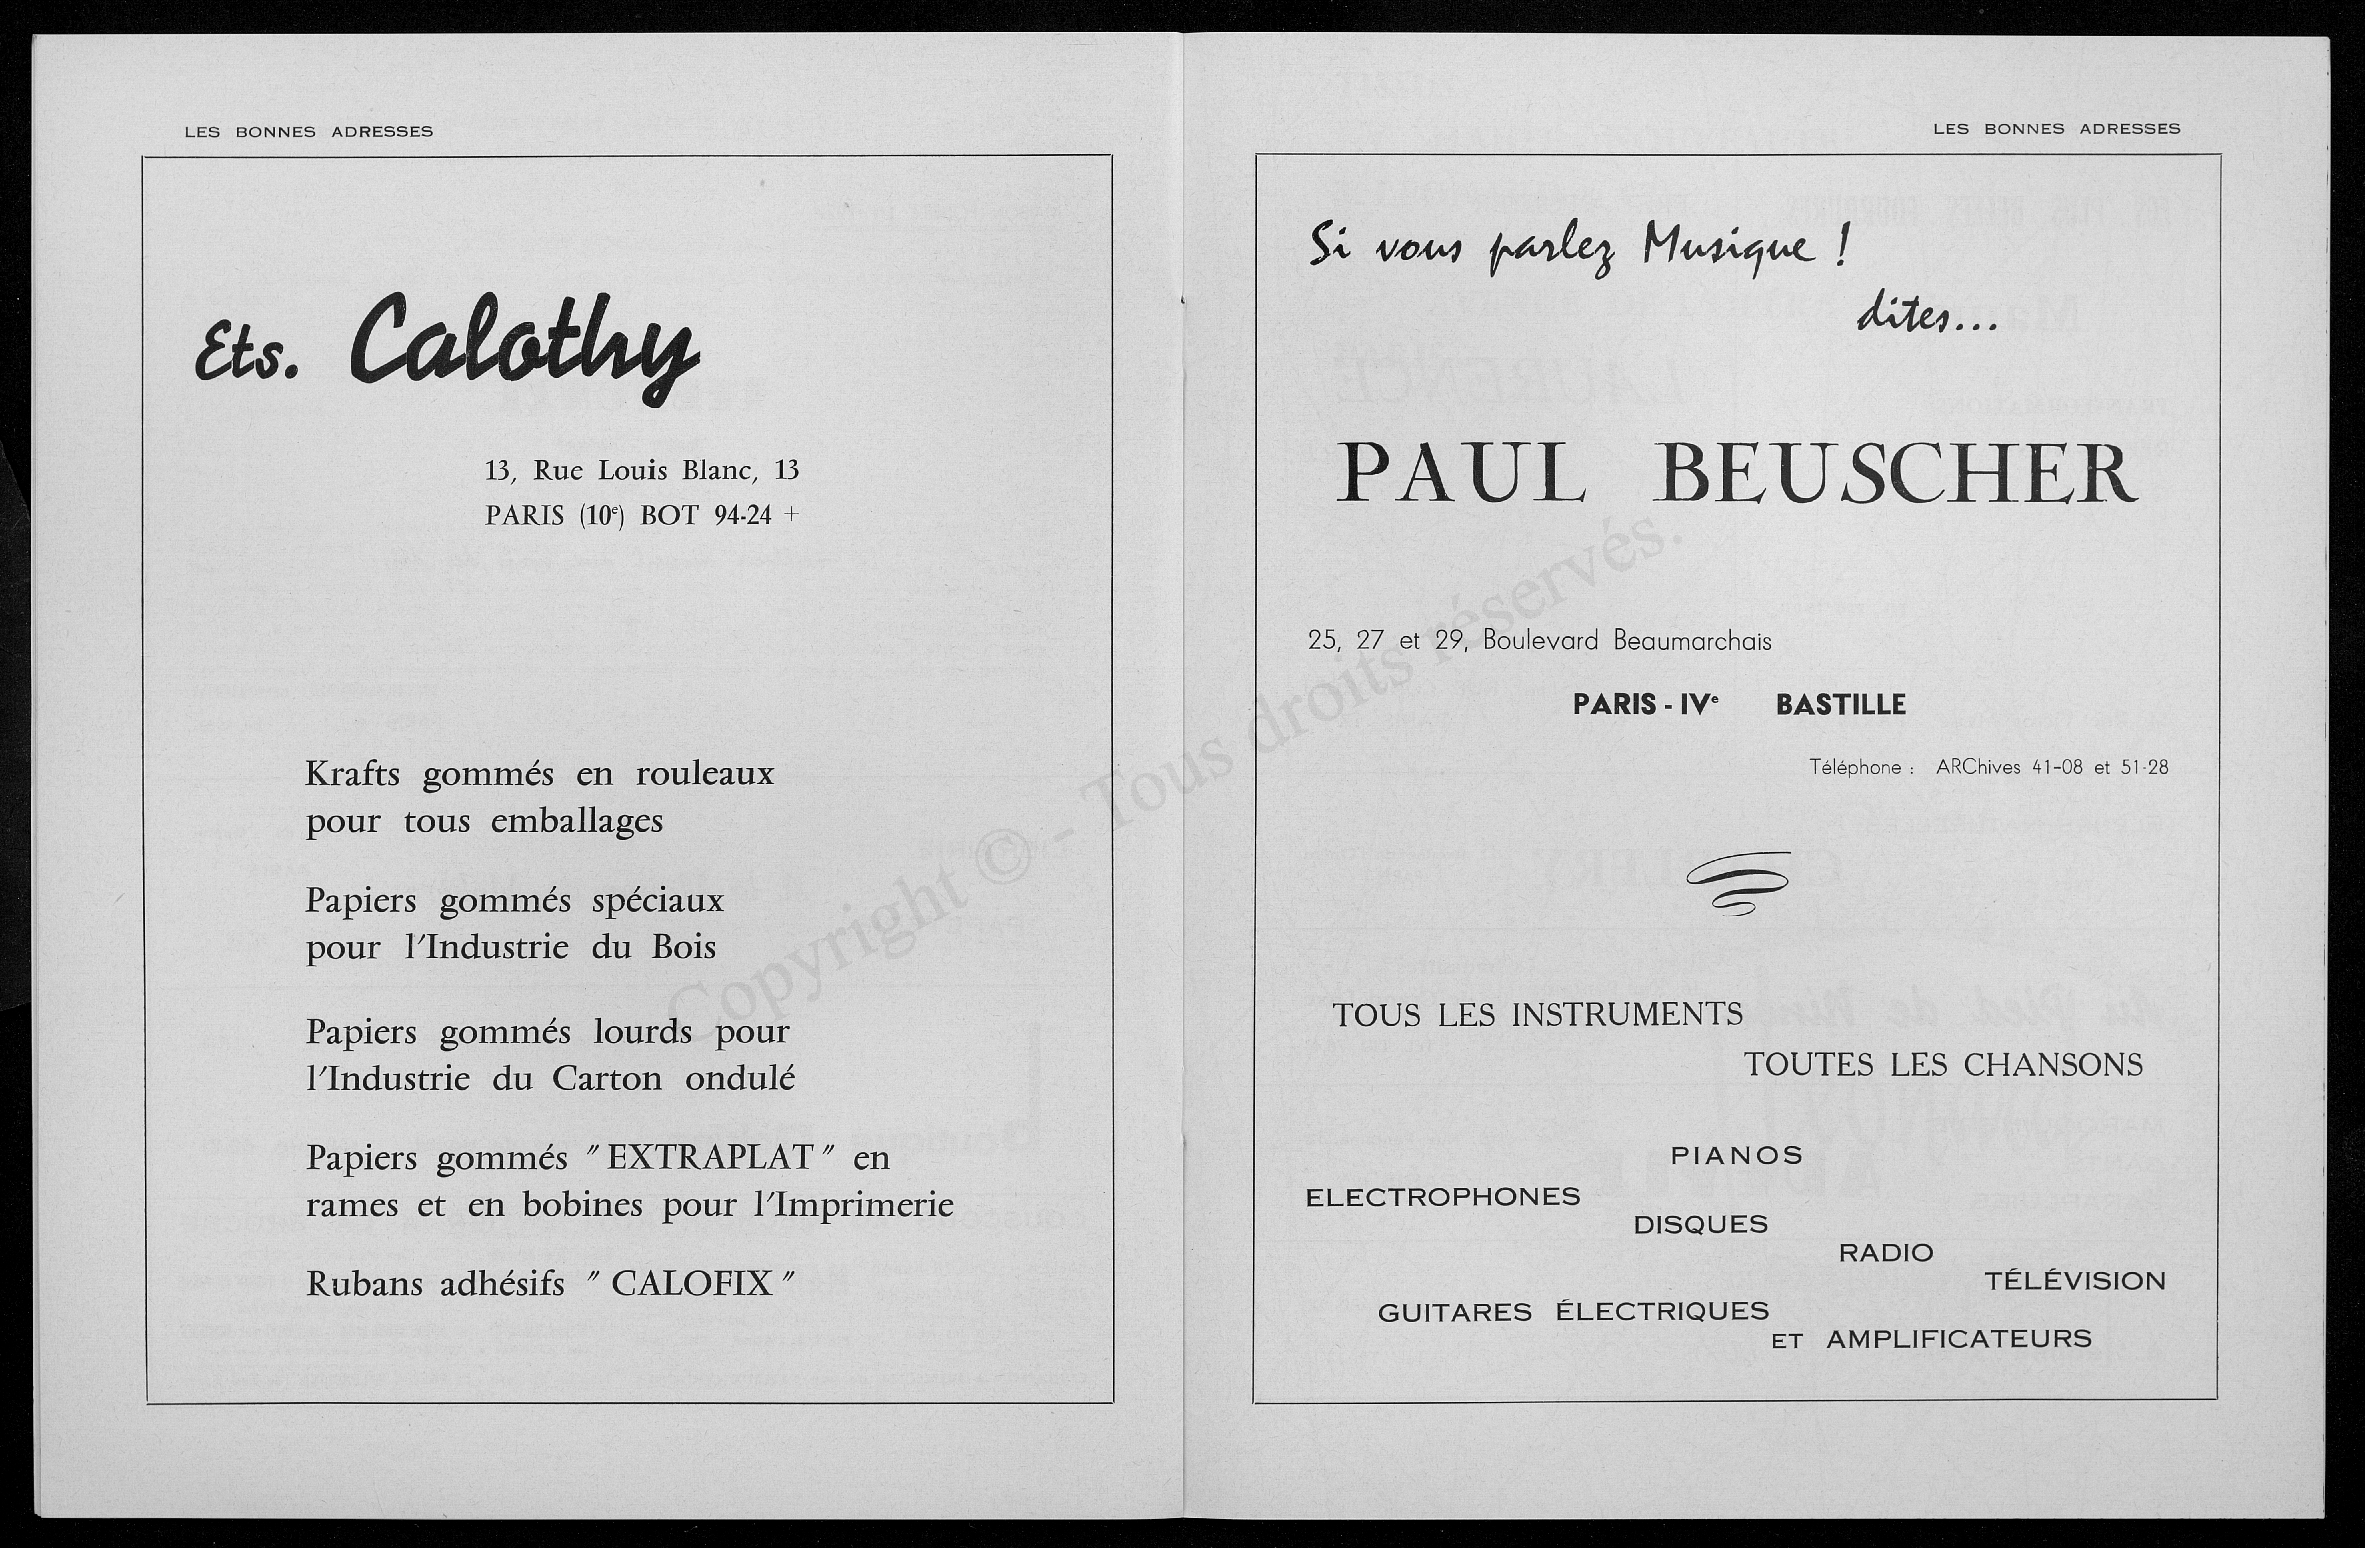 LES BONNES ADRESSES
Ets. Calothy
13, Rue Louis Blanc, 13
PARIS (10e) BOT 94-24 +
Krafts gommés en rouleaux
pour tous emballages
Papiers gommés spéciaux
pour l'Industrie du Bois
Papiers gommés lourds pour
l'Industrie du Carton ondulé
Papiers gommés "EXTRAPLAT" en
rames et en bobines pour l'Imprimerie
Rubans adhésifs "CALOFIX"
LES BONNES ADRESSES
Si vous parlez Musique !
dites...
PAUL BEUSCHER
25, 27 et 29, Boulevard Beaumarchais
PARIS - IVe BASTILLE
Téléphone : ARChives 41-08 et 51-28
TOUS LES INSTRUMENTS
TOUTES LES CHANSONS
PIANOS
ELECTROPHONES
DISQUES
RADIO
TÉLÉVISION
GUITARES ÉLECTRIQUES
ET AMPLIFICATEURS
Copyright © - Tous droits réservés.